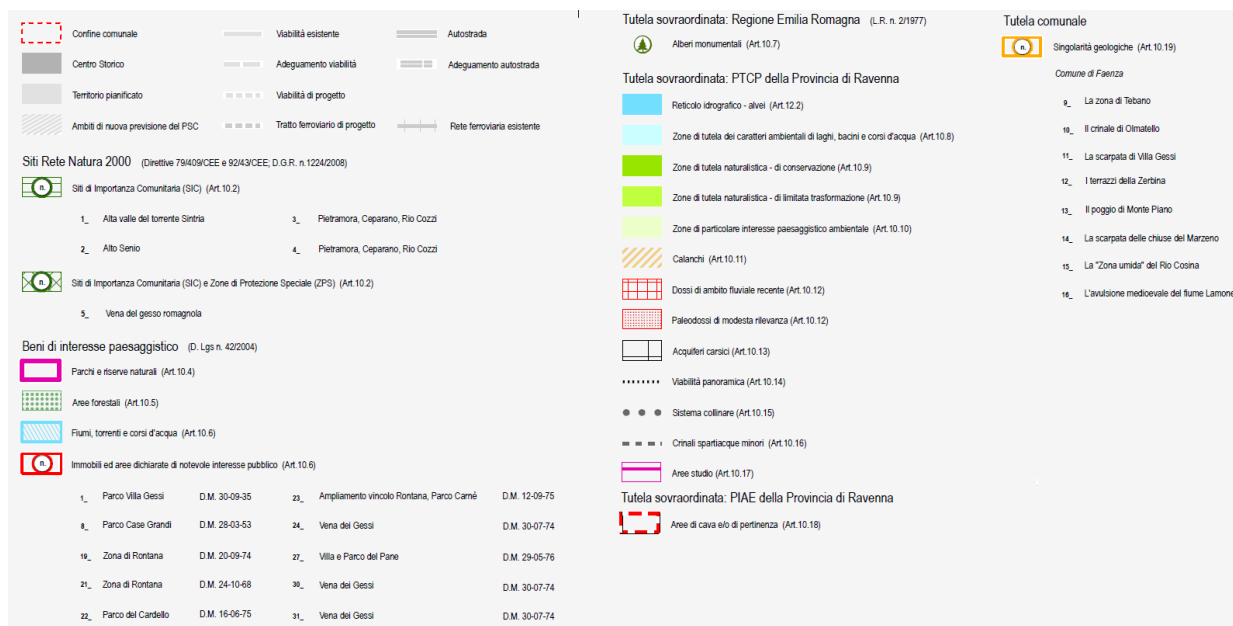 Confine comunale
Viabilità esistente
Autostrada
Centro Storico
Adeguamento viabilità
Adeguamento autostrada
Territorio pianificato
Viabilità di progetto
Ambiti di nuova previsione del PSC
Tratto ferroviario di progetto
Rete ferroviaria esistente
Siti Rete Natura 2000 (Direttive 79/409/CEE e 92/43/CEE; D.G.R. n.1224/2008)
n. Siti di Importanza Comunitaria (SIC) (Art.10.2)
1_ Alta valle del torrente Sintria
3_ Pietramora, Ceparano, Rio Cozzi
2_ Alto Senio
4_ Pietramora, Ceparano, Rio Cozzi
n. Siti di Importanza Comunitaria (SIC) e Zone di Protezione Speciale (ZPS) (Art.10.2)
5_ Vena del gesso romagnola
Beni di interesse paesaggistico (D. Lgs n. 42/2004)
Parchi e riserve naturali (Art.10.4)
Aree forestali (Art.10.5)
Fiumi, torrenti e corsi d'acqua (Art.10.6)
n. Immobili ed aree dichiarate di notevole interesse pubblico (Art.10.6)
1_ Parco Villa Gessi D.M. 30-09-35
23_ Ampliamento vincolo Rontana, Parco Carné D.M. 12-09-75
8_ Parco Case Grandi D.M. 28-03-53
24_ Vena dei Gessi D.M. 30-07-74
19_ Zona di Rontana D.M. 20-09-74
27_ Villa e Parco del Pane D.M. 29-05-76
21_ Zona di Rontana D.M. 24-10-68
30_ Vena dei Gessi D.M. 30-07-74
22_ Parco del Cardello D.M. 16-06-75
31_ Vena dei Gessi D.M. 30-07-74
Tutela sovraordinata: Regione Emilia Romagna (L.R. n. 2/1977)
Alberi monumentali (Art.10.7)
Tutela sovraordinata: PTCP della Provincia di Ravenna
Reticolo idrografico - alvei (Art.12.2)
Zone di tutela dei caratteri ambientali di laghi, bacini e corsi d'acqua (Art.10.8)
Zone di tutela naturalistica - di conservazione (Art.10.9)
Zone di tutela naturalistica - di limitata trasformazione (Art.10.9)
Zone di particolare interesse paesaggistico ambientale (Art.10.10)
Calanchi (Art.10.11)
Dossi di ambito fluviale recente (Art.10.12)
Paleodossi di modesta rilevanza (Art.10.12)
Acquiferi carsici (Art.10.13)
Viabilità panoramica (Art.10.14)
Sistema collinare (Art.10.15)
Crinali spartiacque minori (Art.10.16)
Aree studio (Art.10.17)
Tutela sovraordinata: PIAE della Provincia di Ravenna
Aree di cava e/o di pertinenza (Art.10.18)
Tutela comunale
n. Singolarità geologiche (Art.10.19)
Comune di Faenza
9_ La zona di Tebano
10_ Il crinale di Olmatello
11_ La scarpata di Villa Gessi
12_ I terrazzi della Zerbina
13_ Il poggio di Monte Piano
14_ La scarpata delle chiuse del Marzeno
15_ La "Zona umida" del Rio Cosina
16_ L'avulsione medioevale del fiume Lamone